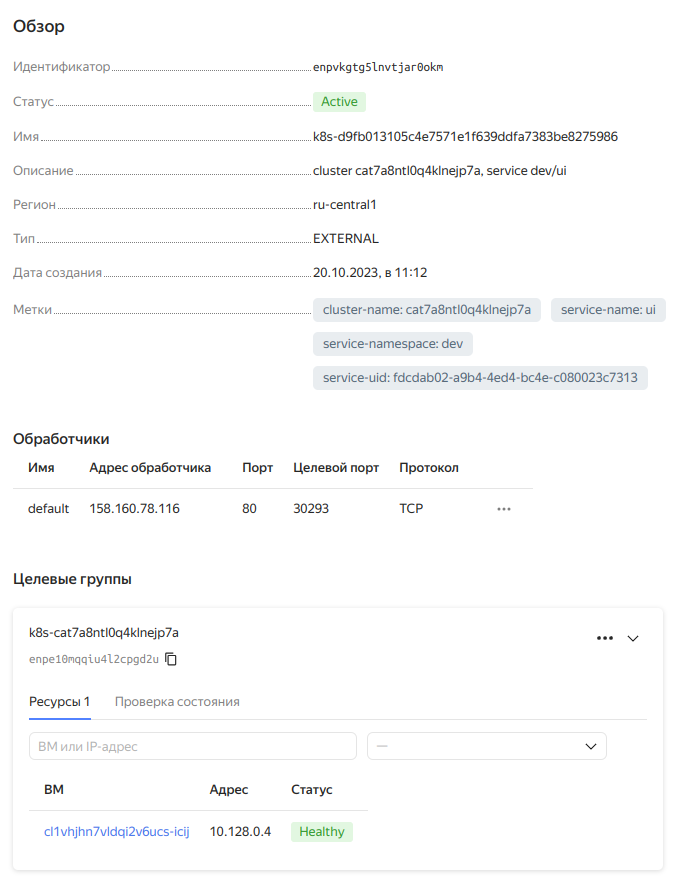 Обзор
Идентификатор enpvkgtg5lnvtjar0okm
Статус Active
Имя k8s-d9fb013105c4e7571e1f639ddfa7383be8275986
Описание cluster cat7a8ntl0q4klnejp7a, service dev/ui
Регион ru-central1
Тип EXTERNAL
Дата создания 20.10.2023, в 11:12
Метки cluster-name: cat7a8ntl0q4klnejp7a service-name: ui
service-namespace: dev
service-uid: fdcdab02-a9b4-4ed4-bc4e-c080023c7313
Обработчики
Имя Адрес обработчика Порт Целевой порт Протокол
default 158.160.78.116 80 30293 TCP
Целевые группы
k8s-cat7a8ntl0q4klnejp7a
enpe10mqqiu4l2cpgd2u
Ресурсы 1 Проверка состояния
ВМ или IP-адрес —
ВМ Адрес Статус
cl1vhjhn7vldqi2v6ucs-icij 10.128.0.4 Healthy